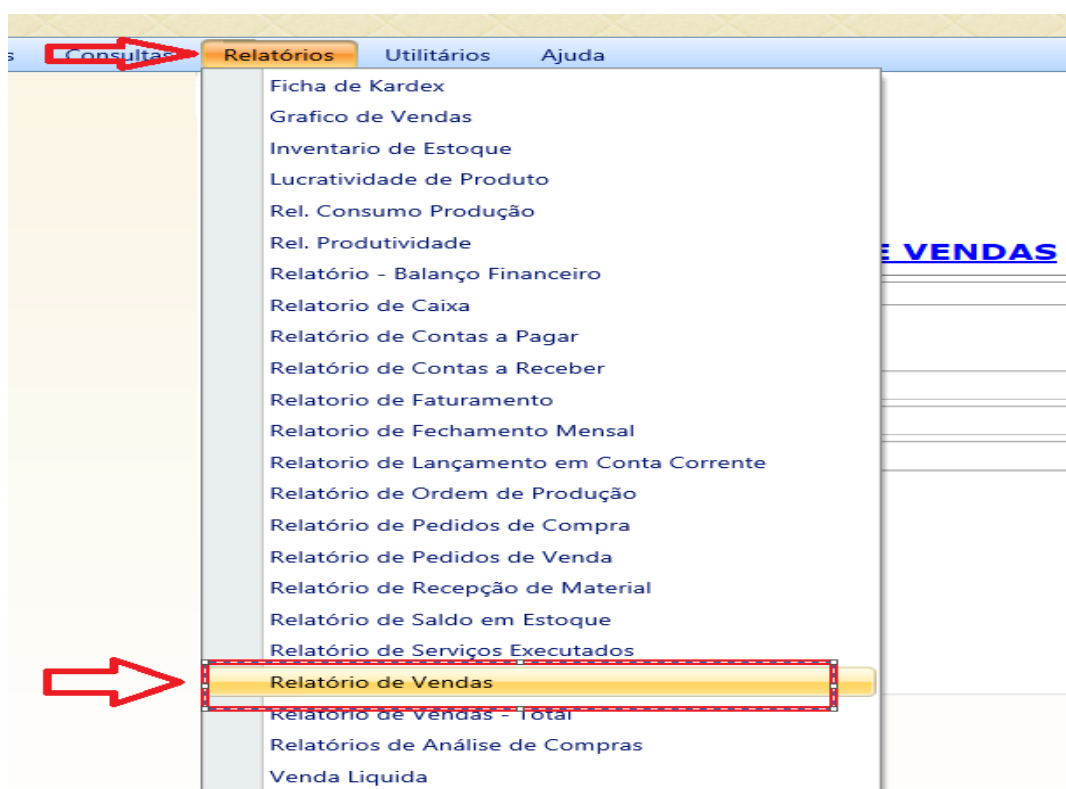 s Consultas Relatórios Utilitários Ajuda
Ficha de Kardex
Grafico de Vendas
Inventario de Estoque
Lucratividade de Produto
Rel. Consumo Produção
Rel. Produtividade
E VENDAS
Relatório - Balanço Financeiro
Relatorio de Caixa
Relatório de Contas a Pagar
Relatório de Contas a Receber
Relatorio de Faturamento
Relatorio de Fechamento Mensal
Relatorio de Lançamento em Conta Corrente
Relatório de Ordem de Produção
Relatório de Pedidos de Compra
Relatório de Pedidos de Venda
Relatório de Recepção de Material
Relatório de Saldo em Estoque
Relatório de Serviços Executados
Relatório de Vendas
Relatório de Vendas - Total
Relatórios de Análise de Compras
Venda Liquida